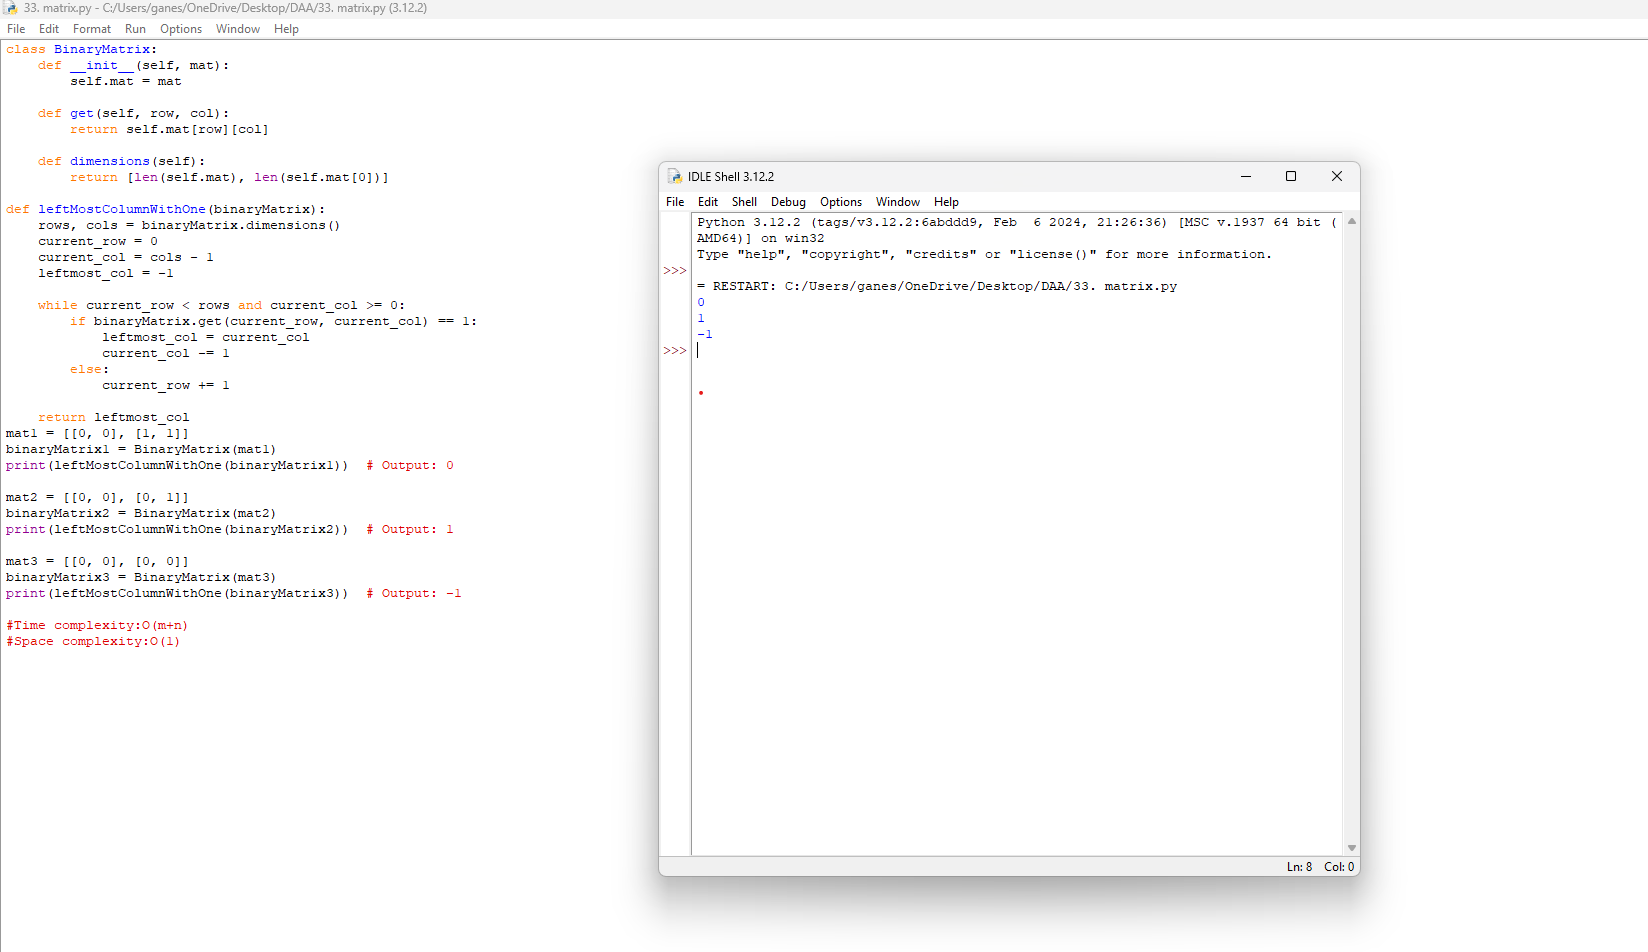 33. matrix.py - C:/Users/ganes/OneDrive/Desktop/DAA/33. matrix.py (3.12.2)
File Edit Format Run Options Window Help
class BinaryMatrix:
    def __init__(self, mat):
        self.mat = mat

    def get(self, row, col):
        return self.mat[row][col]

    def dimensions(self):
        return [len(self.mat), len(self.mat[0])]

def leftMostColumnWithOne(binaryMatrix):
    rows, cols = binaryMatrix.dimensions()
    current_row = 0
    current_col = cols - 1
    leftmost_col = -1

    while current_row < rows and current_col >= 0:
        if binaryMatrix.get(current_row, current_col) == 1:
            leftmost_col = current_col
            current_col -= 1
        else:
            current_row += 1

    return leftmost_col
mat1 = [[0, 0], [1, 1]]
binaryMatrix1 = BinaryMatrix(mat1)
print(leftMostColumnWithOne(binaryMatrix1))  # Output: 0

mat2 = [[0, 0], [0, 1]]
binaryMatrix2 = BinaryMatrix(mat2)
print(leftMostColumnWithOne(binaryMatrix2))  # Output: 1

mat3 = [[0, 0], [0, 0]]
binaryMatrix3 = BinaryMatrix(mat3)
print(leftMostColumnWithOne(binaryMatrix3))  # Output: -1

#Time complexity:O(m+n)
#Space complexity:O(1)
IDLE Shell 3.12.2
File Edit Shell Debug Options Window Help
Python 3.12.2 (tags/v3.12.2:6abddd9, Feb  6 2024, 21:26:36) [MSC v.1937 64 bit (
AMD64)] on win32
Type "help", "copyright", "credits" or "license()" for more information.
>>>
= RESTART: C:/Users/ganes/OneDrive/Desktop/DAA/33. matrix.py
0
1
-1
>>>
Ln: 8 Col: 0